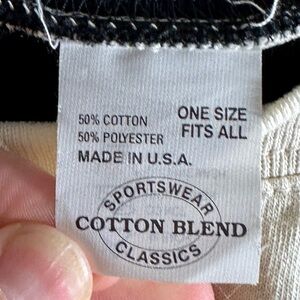 50% COTTON
50% POLYESTER
ONE SIZE
FITS ALL
MADE IN U.S.A.
SPORTSWEAR
COTTON BLEND
CLASSICS